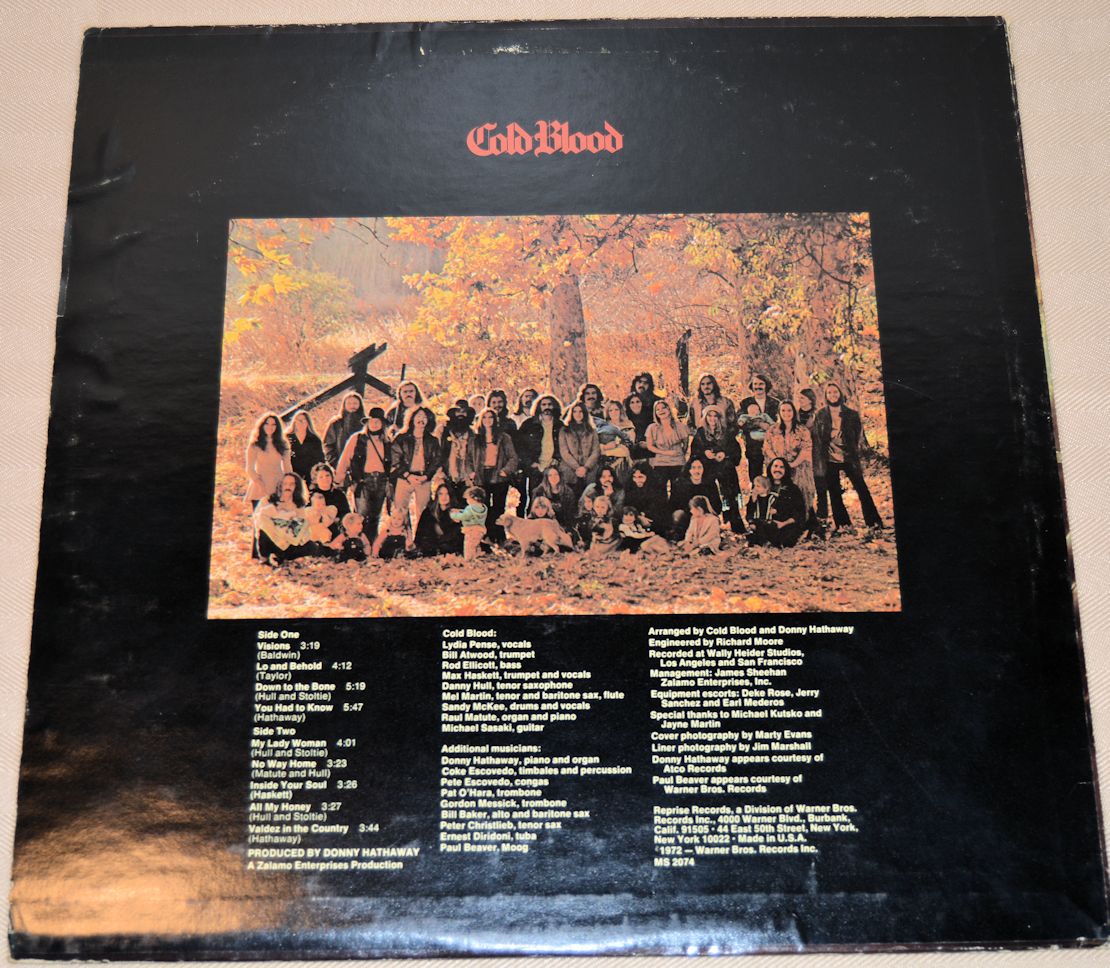 Cold Blood
Side One
Visions 3:19
(Baldwin)
Lo and Behold 4:12
(Taylor)
Down to the Bone 5:19
(Hull and Stoltie)
You Had to Know 5:47
(Hathaway)
Side Two
My Lady Woman 4:01
(Hull and Stoltie)
No Way Home 3:23
(Matute and Hull)
Inside Your Soul 3:26
(Haskett)
All My Honey 3:27
(Hull and Stoltie)
Valdez in the Country 3:44
(Hathaway)
PRODUCED BY DONNY HATHAWAY
A Zalamo Enterprises Production
Cold Blood:
Lydia Pense, vocals
Bill Atwood, trumpet
Rod Ellicott, bass
Max Haskett, trumpet and vocals
Danny Hull, tenor saxophone
Mel Martin, tenor and baritone sax, flute
Sandy McKee, drums and vocals
Raul Matute, organ and piano
Michael Sasaki, guitar
Additional musicians:
Donny Hathaway, piano and organ
Coke Escovedo, timbales and percussion
Pete Escovedo, congas
Pat O'Hara, trombone
Gordon Messick, trombone
Bill Baker, alto and baritone sax
Peter Christlieb, tenor sax
Ernest Diridoni, tuba
Paul Beaver, Moog
Arranged by Cold Blood and Donny Hathaway
Engineered by Richard Moore
Recorded at Wally Heider Studios,
Los Angeles and San Francisco
Management: James Sheehan
Zalamo Enterprises, Inc.
Equipment escorts: Deke Rose, Jerry
Sanchez and Earl Mederos
Special thanks to Michael Kutsko and
Jayne Martin
Cover photography by Marty Evans
Liner photography by Jim Marshall
Donny Hathaway appears courtesy of
Atco Records
Paul Beaver appears courtesy of
Warner Bros. Records
Reprise Records, a Division of Warner Bros.
Records Inc., 4000 Warner Blvd., Burbank,
Calif. 91505 • 44 East 50th Street, New York,
New York 10022 • Made in U.S.A.
©1972 — Warner Bros. Records Inc.
MS 2074